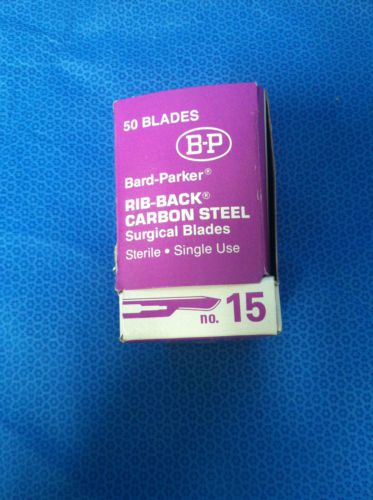 50 BLADES
B-P
Bard-Parker®
RIB-BACK®
CARBON STEEL
Surgical Blades
Sterile • Single Use
no. 15